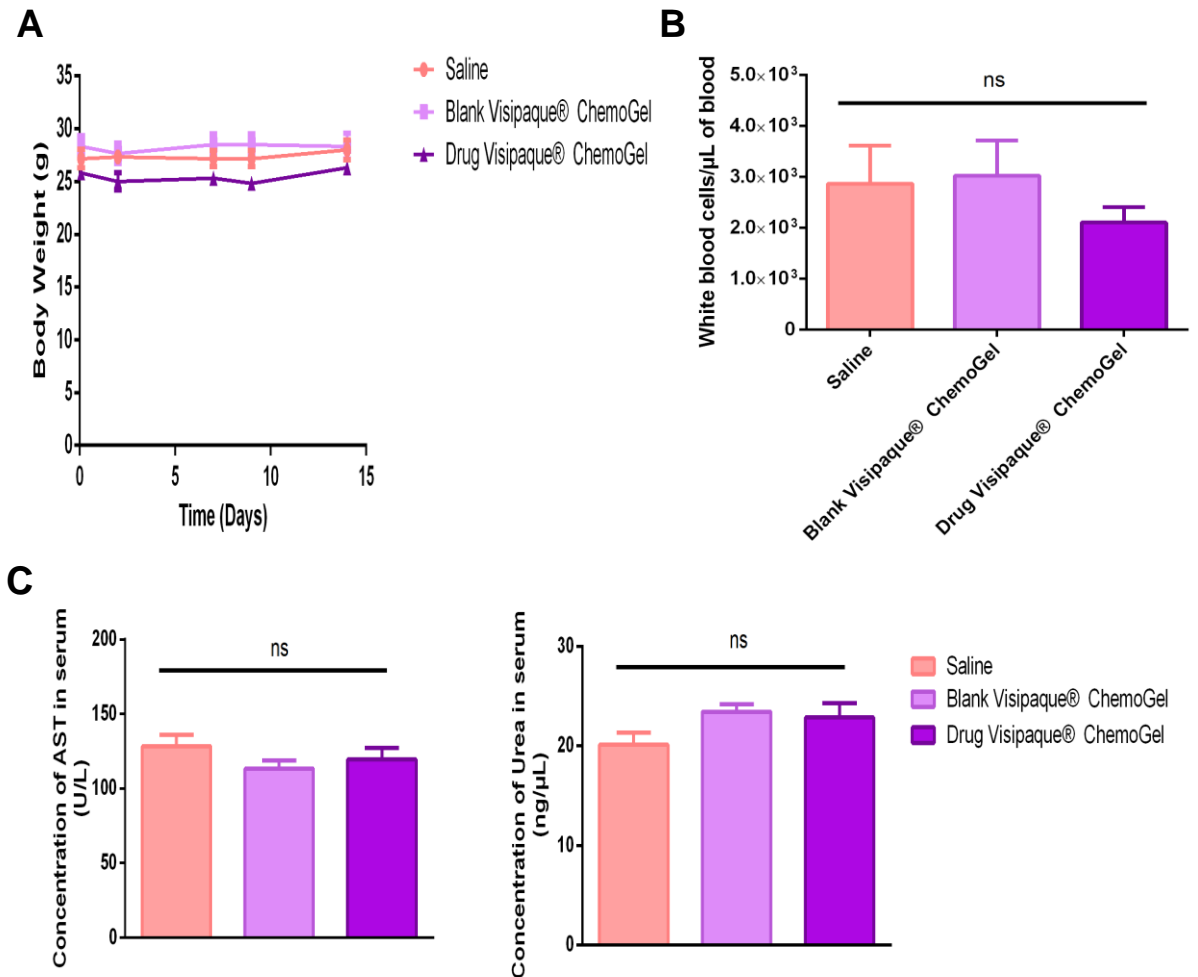 A
Body Weight (g)
35
30
25
20
15
10
5
0
0 5 10 15
Time (Days)
Saline
Blank Visipaque® ChemoGel
Drug Visipaque® ChemoGel
B
White blood cells/µL of blood
5.0×10³
4.0×10³
3.0×10³
2.0×10³
1.0×10³
0
ns
Saline
Blank Visipaque® ChemoGel
Drug Visipaque® ChemoGel
C
Concentration of AST in serum
(U/L)
200
150
100
50
0
ns
Concentration of Urea in serum
(ng/µL)
30
20
10
0
ns
Saline
Blank Visipaque® ChemoGel
Drug Visipaque® ChemoGel